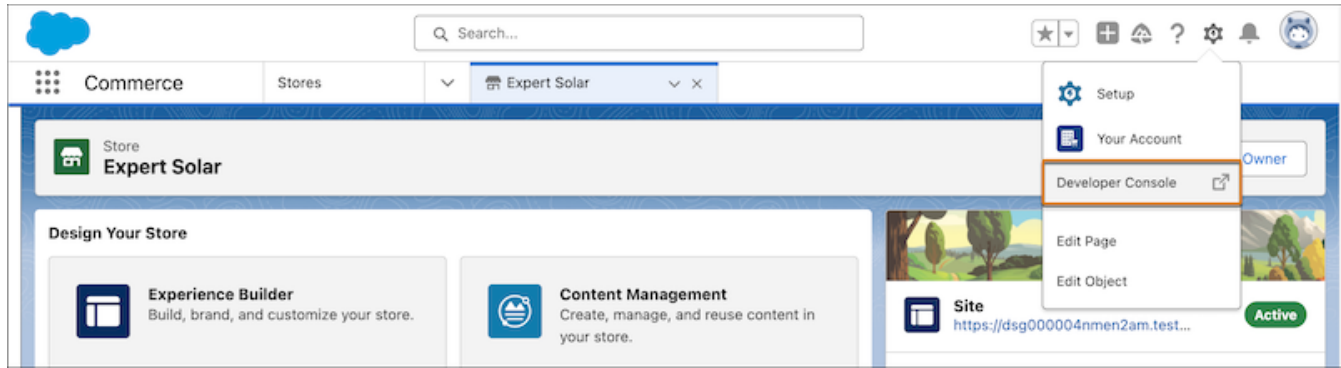 Search...
Commerce
Stores
Expert Solar
Setup
Your Account
Developer Console
Edit Page
Edit Object
Store
Expert Solar
Owner
Design Your Store
Experience Builder
Build, brand, and customize your store.
Content Management
Create, manage, and reuse content in
your store.
Site
https://dsg000004nmen2am.test...
Active